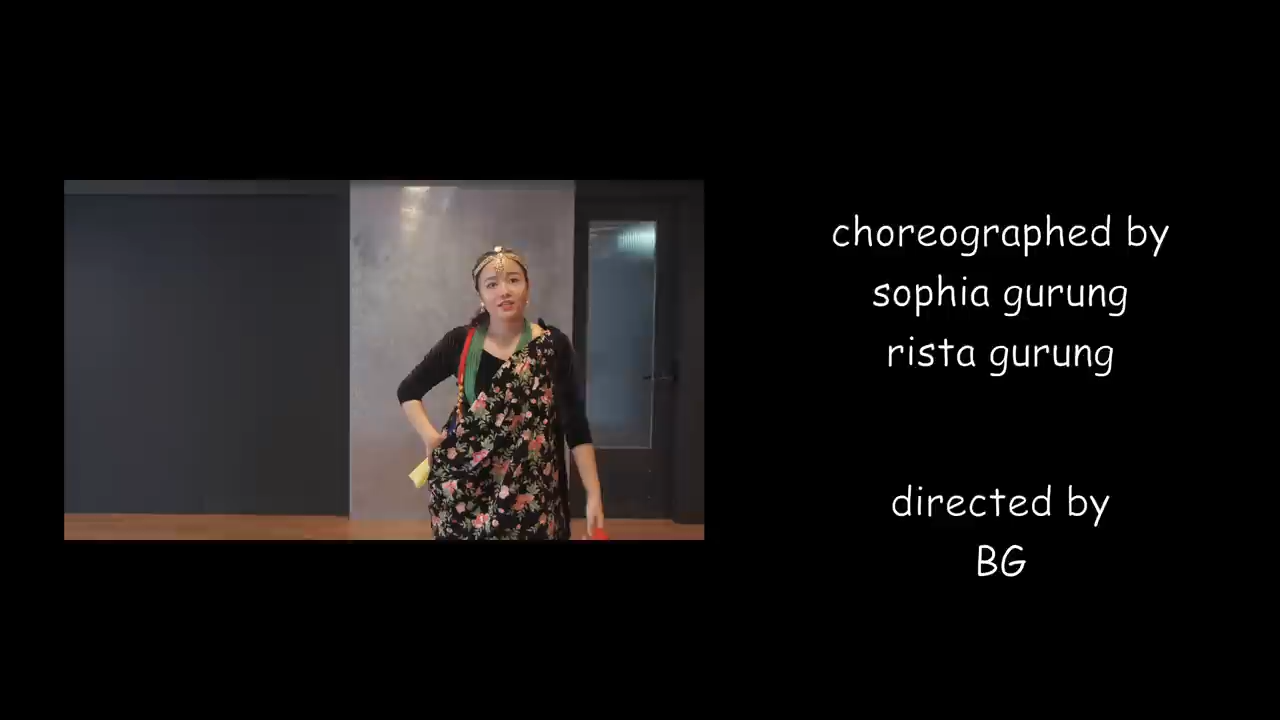 choreographed by
sophia gurung
rista gurung
directed by
BG